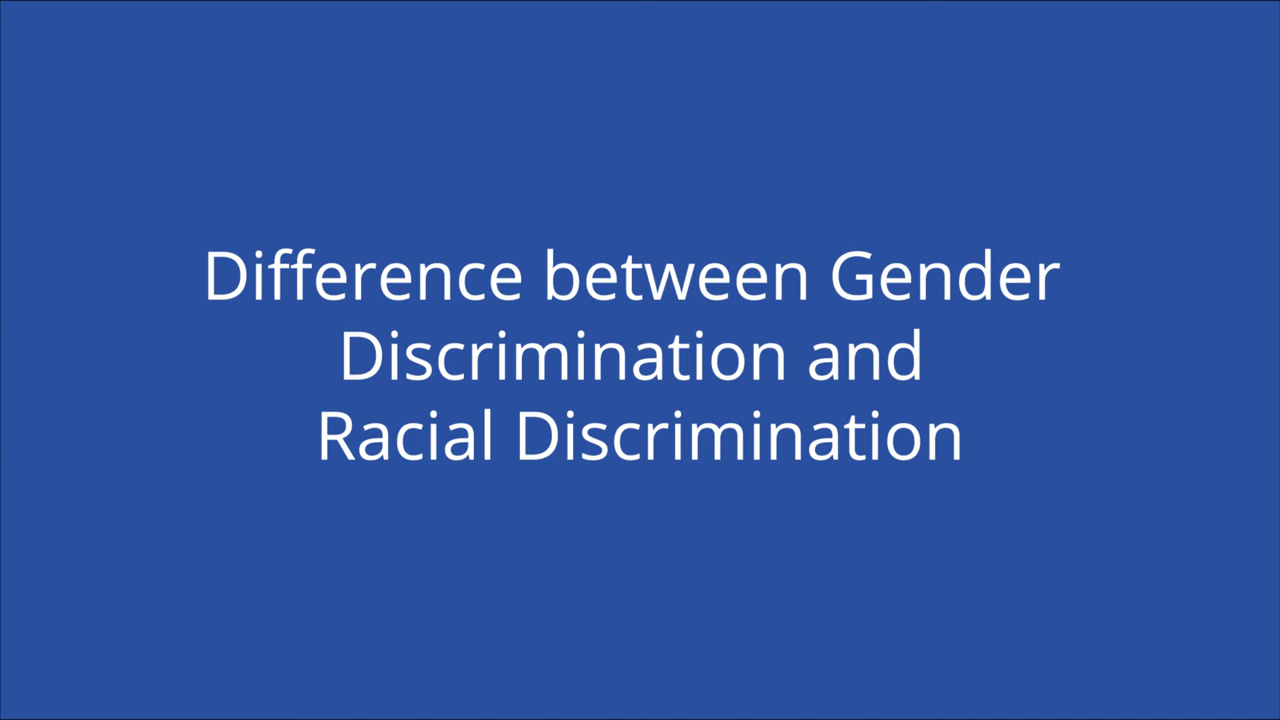 Difference between Gender
Discrimination and
Racial Discrimination